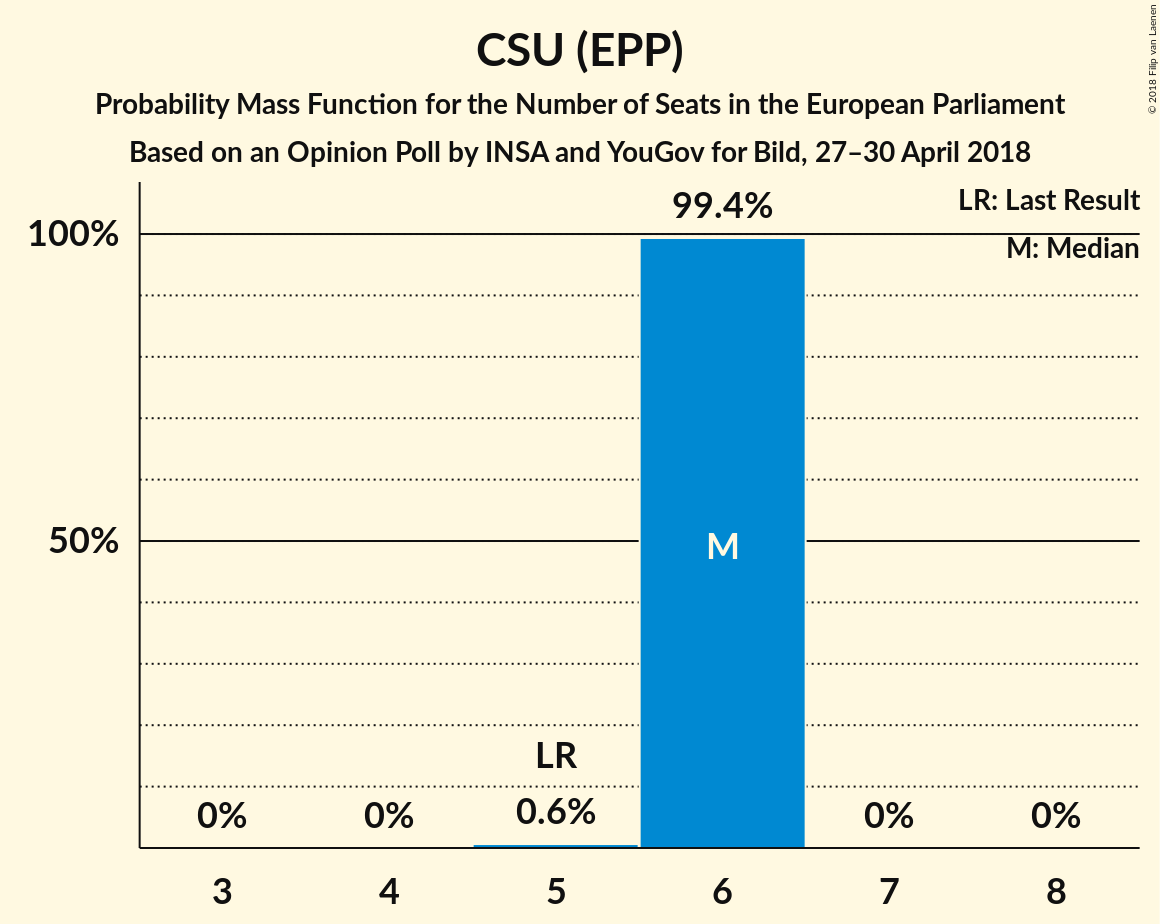 CSU (EPP)
Probability Mass Function for the Number of Seats in the European Parliament
Based on an Opinion Poll by INSA and YouGov for Bild, 27–30 April 2018
© 2018 Filip van Laenen
LR: Last Result
M: Median
99.4%
100%
50%
M
LR
0%
0%
0.6%
0%
0%
3
4
5
6
7
8